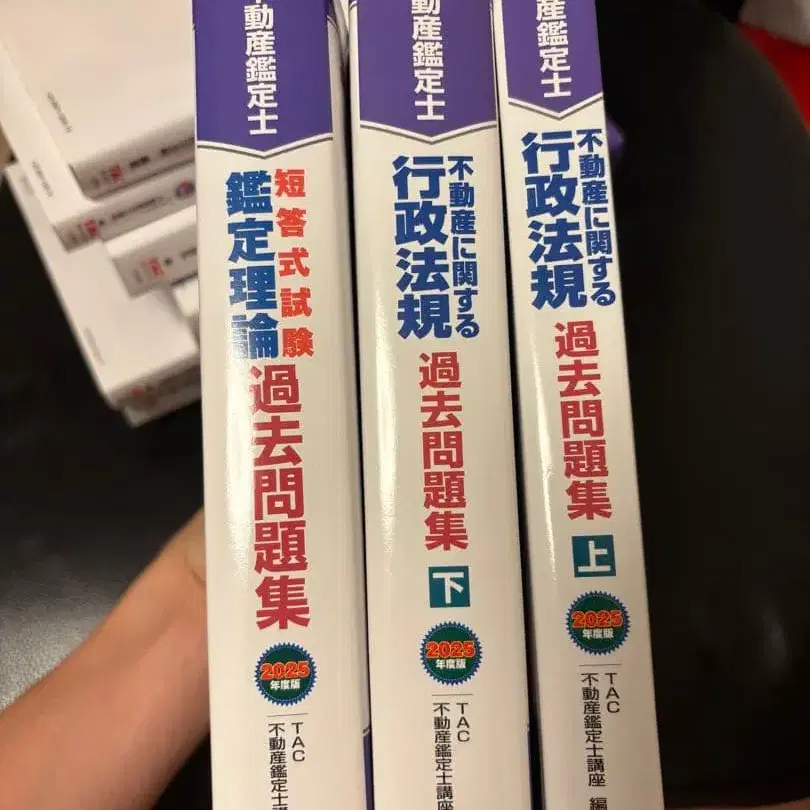 不動産鑑定士
短答式試験
鑑定理論
過去問題集
2025
年度版
TAC
不動産鑑定士講
動産鑑定士
不動産に関する
行政法規
過去問題集
下
2025
年度版
TAC
不動産鑑定士講座
産鑑定士
不動産に関する
行政法規
過去問題集
上
2025
年度版
TAC
不動産鑑定士講座 編